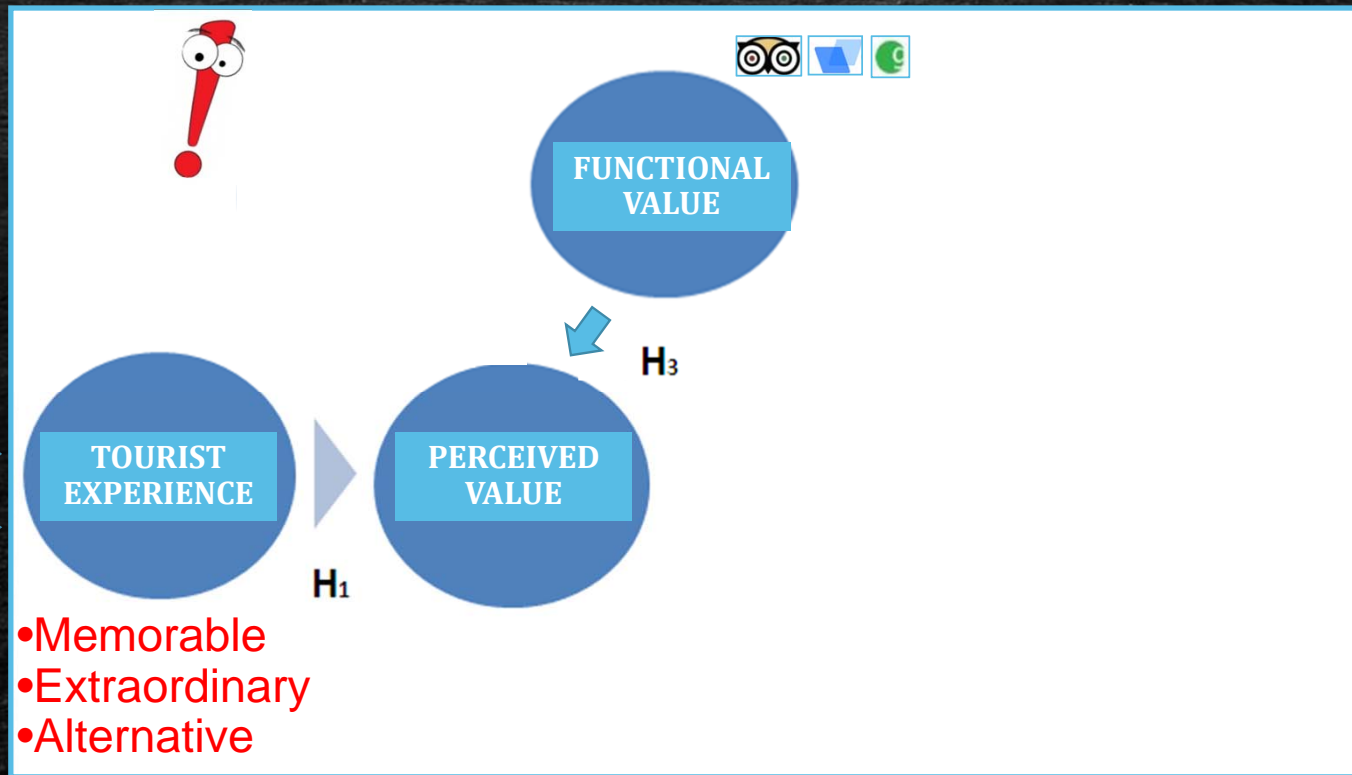 FUNCTIONAL
VALUE
H3
TOURIST
EXPERIENCE
PERCEIVED
VALUE
H1
•Memorable
•Extraordinary
•Alternative